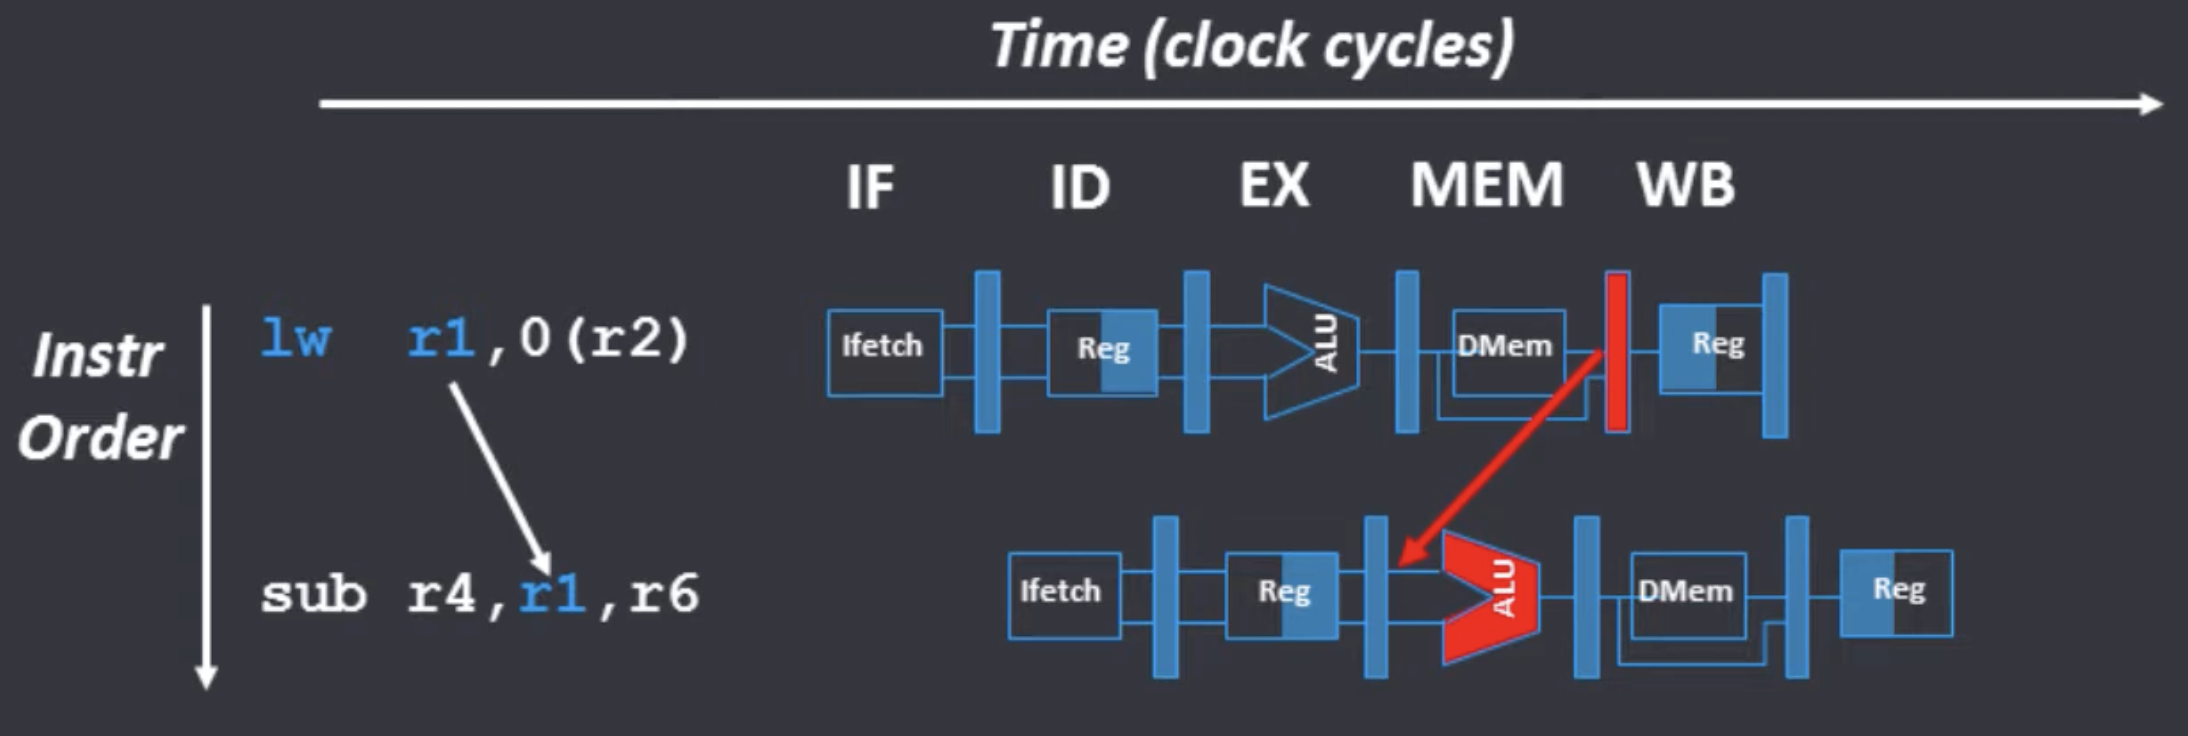 Time (clock cycles)
IF ID EX MEM WB
Instr
Order
lw r1,0(r2)
Ifetch Reg ALU DMem Reg
sub r4,r1,r6
Ifetch Reg ALU DMem Reg